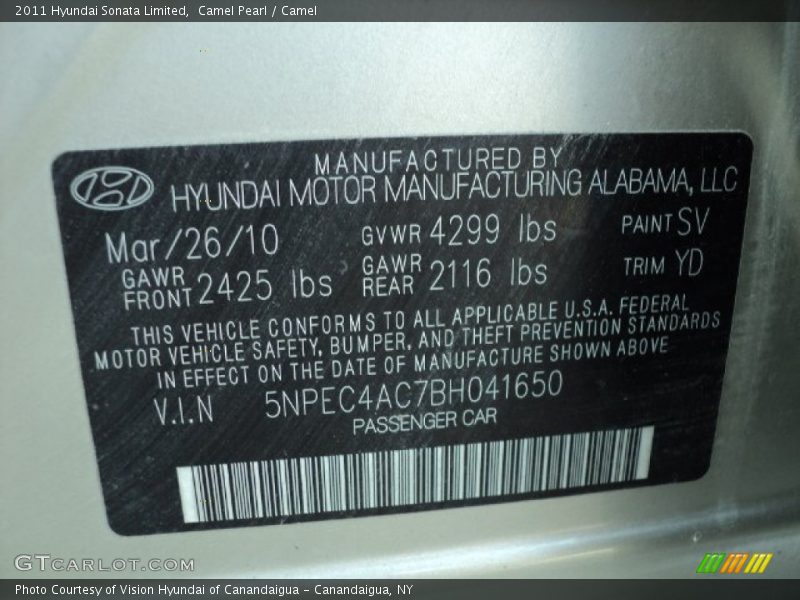 2011 Hyundai Sonata Limited,  Camel Pearl / Camel
MANUFACTURED BY
HYUNDAI MOTOR MANUFACTURING ALABAMA, LLC
Mar/26/10 GVWR 4299 lbs PAINT SV
GAWR FRONT 2425 lbs GAWR REAR 2116 lbs TRIM YD
THIS VEHICLE CONFORMS TO ALL APPLICABLE U.S.A. FEDERAL
MOTOR VEHICLE SAFETY, BUMPER, AND THEFT PREVENTION STANDARDS
IN EFFECT ON THE DATE OF MANUFACTURE SHOWN ABOVE
V.I.N 5NPEC4AC7BH041650
PASSENGER CAR
GTCARLOT.COM
Photo Courtesy of Vision Hyundai of Canandaigua - Canandaigua, NY